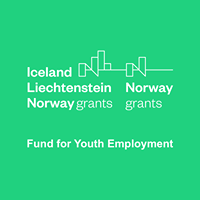 Iceland
Liechtenstein Norway
Norway grants grants
Fund for Youth Employment